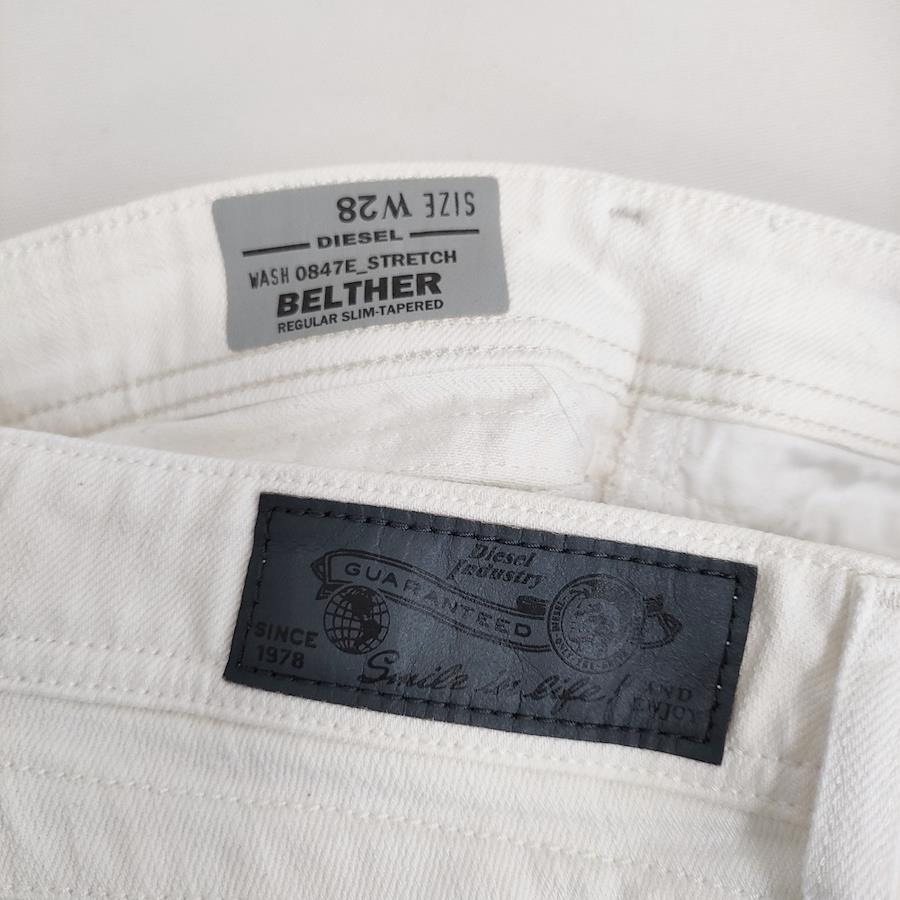 SIZE W28
DIESEL
WASH 0847E_STRETCH
BELTHER
REGULAR SLIM-TAPERED
Diesel
Industry
GUARANTEED
SINCE
1978
Smile is life!
AND
ENJOY